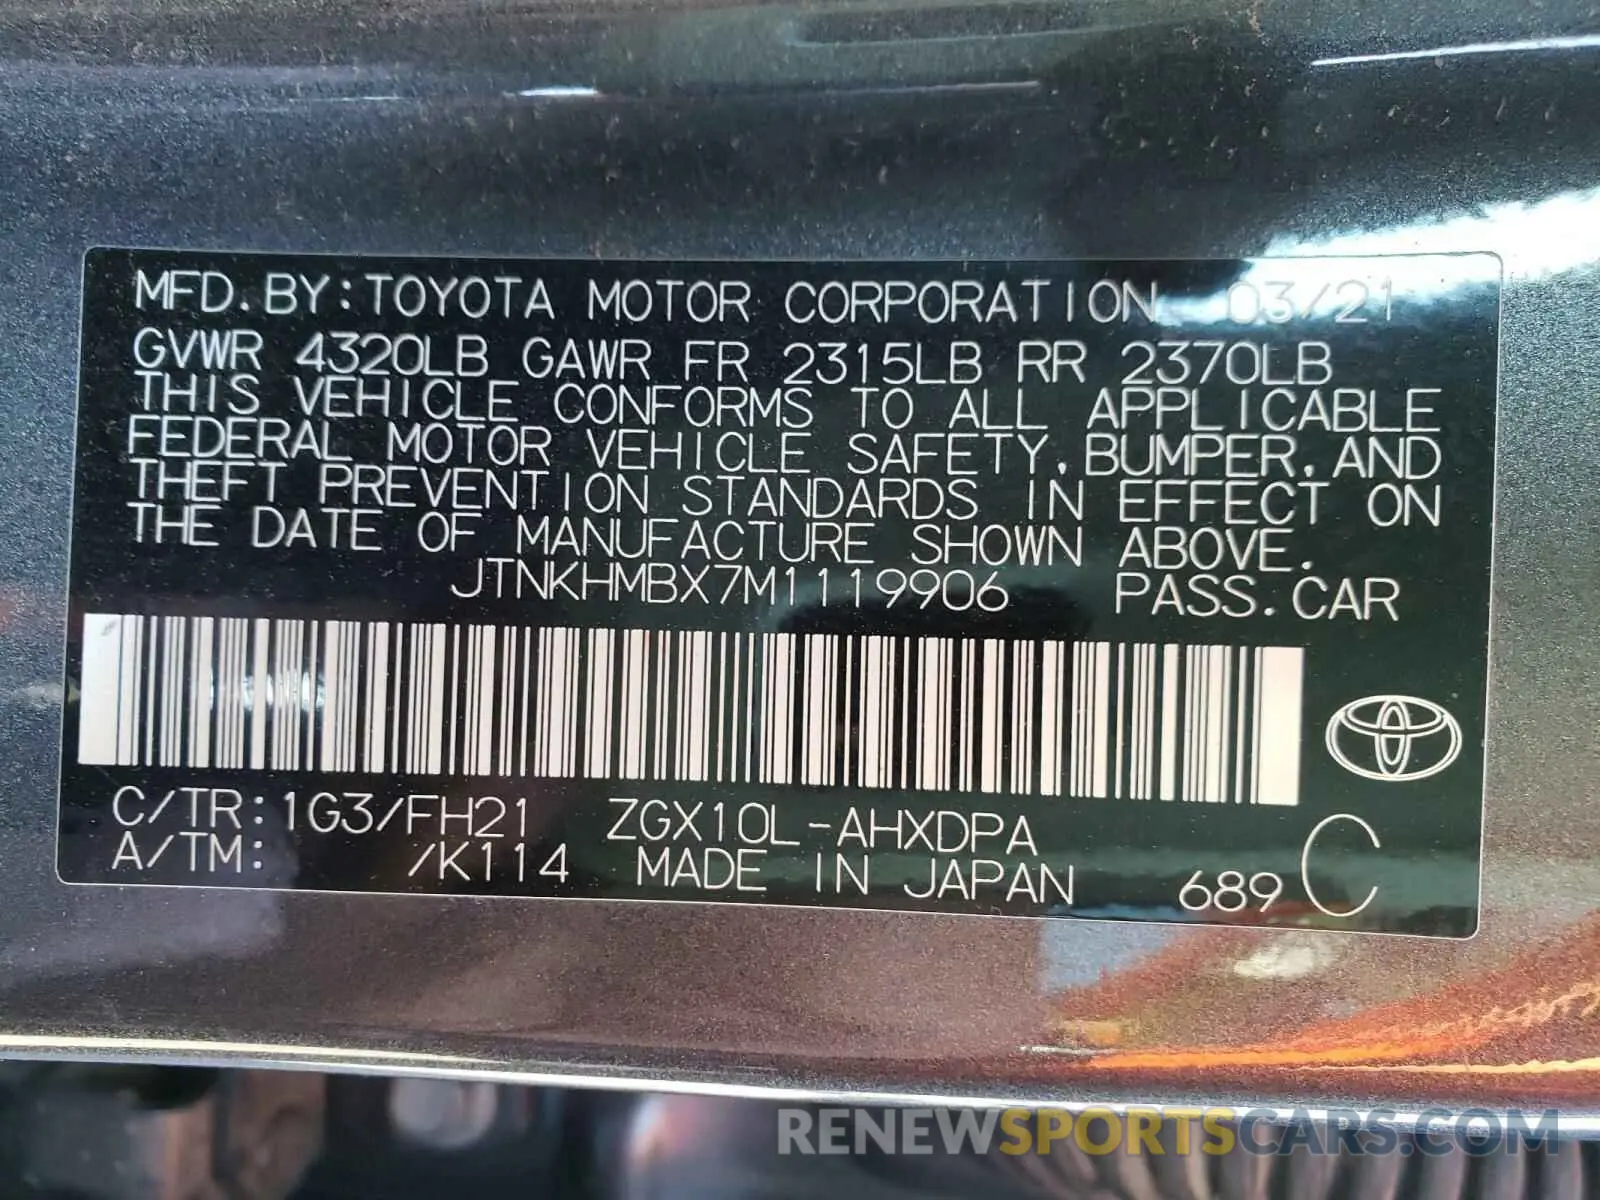 MFD.BY:TOYOTA MOTOR CORPORATION 03/21
GVWR 4320LB GAWR FR 2315LB RR 2370LB
THIS VEHICLE CONFORMS TO ALL APPLICABLE
FEDERAL MOTOR VEHICLE SAFETY,BUMPER,AND
THEFT PREVENTION STANDARDS IN EFFECT ON
THE DATE OF MANUFACTURE SHOWN ABOVE.
JTNKHMBX7M1119906 PASS.CAR
C/TR:1G3/FH21 ZGX10L-AHXDPA
A/TM: /K114 MADE IN JAPAN 689 C
RENEWSPORTSCARS.COM